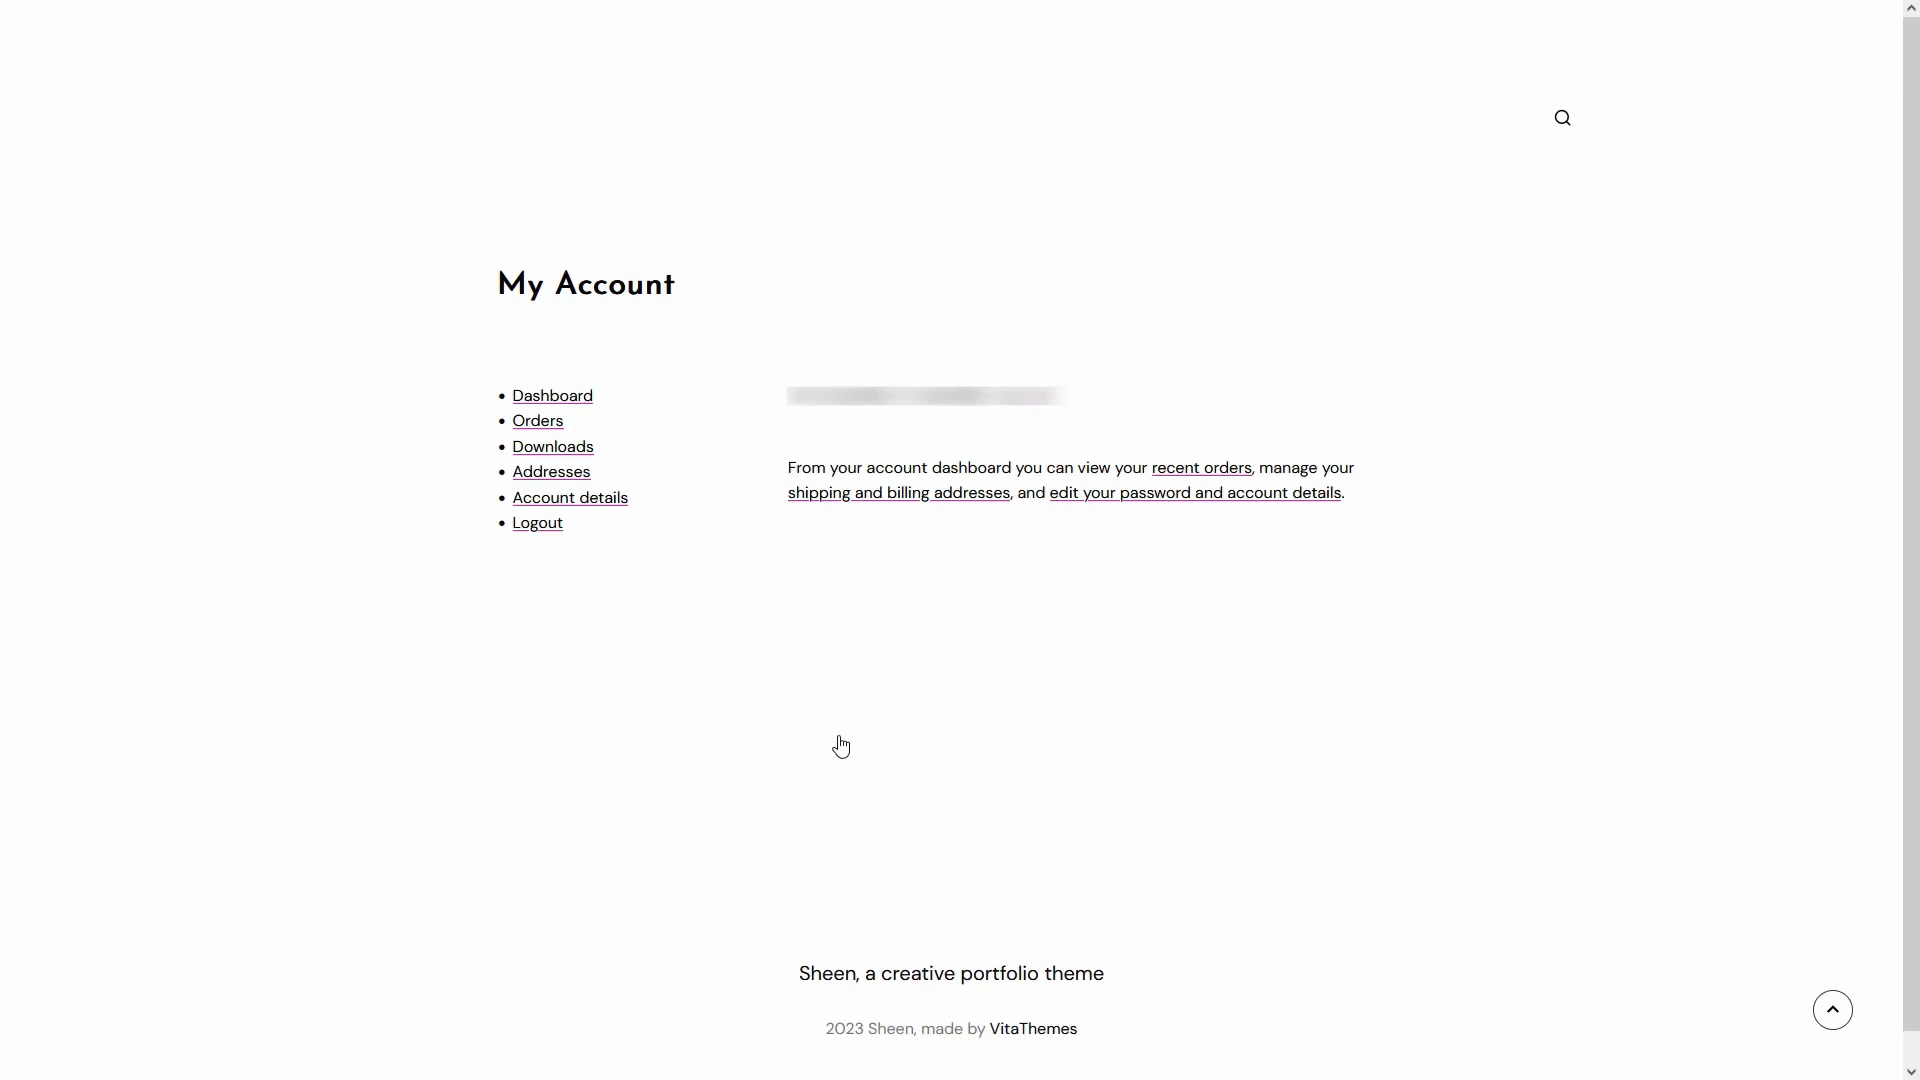 My Account
Dashboard
Orders
Downloads
Addresses
Account details
Logout
From your account dashboard you can view your recent orders, manage your
shipping and billing addresses, and edit your password and account details.
Sheen, a creative portfolio theme
2023 Sheen, made by VitaThemes